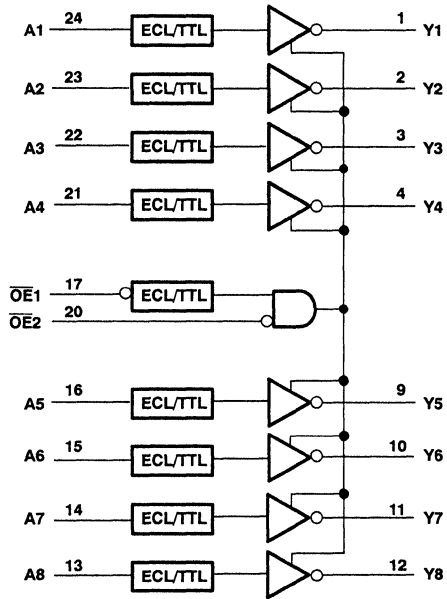 A1 24 ECL/TTL 1 Y1
A2 23 ECL/TTL 2 Y2
A3 22 ECL/TTL 3 Y3
A4 21 ECL/TTL 4 Y4
O̅E̅1 17 ECL/TTL
O̅E̅2 20
A5 16 ECL/TTL 9 Y5
A6 15 ECL/TTL 10 Y6
A7 14 ECL/TTL 11 Y7
A8 13 ECL/TTL 12 Y8